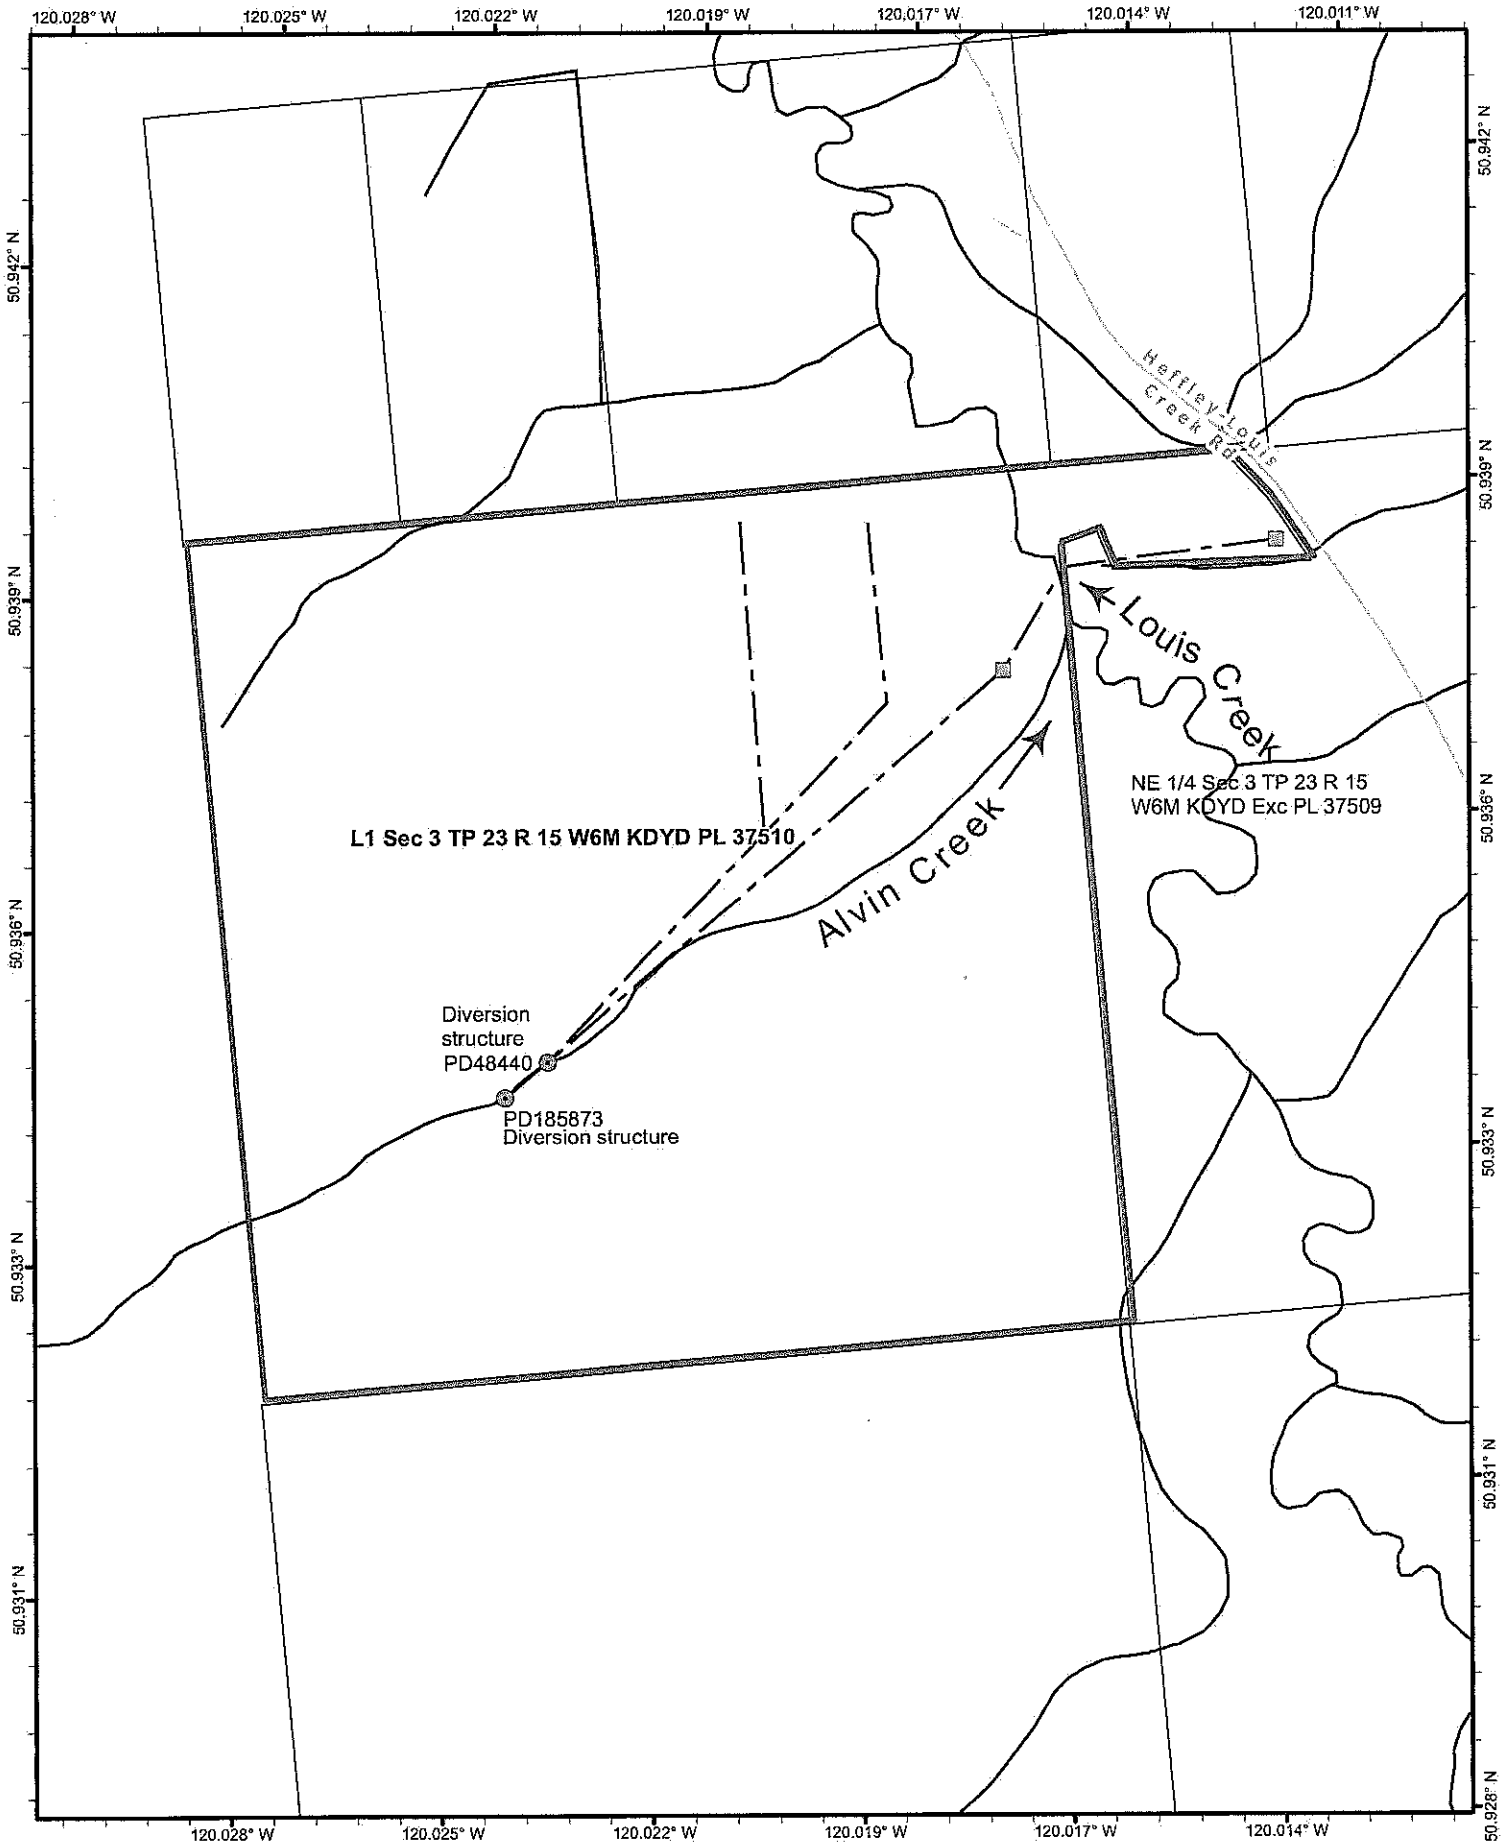 120.028° W
120.025° W
120.022° W
120.019° W
120.017° W
120.014° W
120.011° W
50.942° N
50.942° N
Heffley-Louis
Creek Rd
50.939° N
50.939° N
Louis Creek
NE 1/4 Sec 3 TP 23 R 15
W6M KDYD Exc PL 37509
L1 Sec 3 TP 23 R 15 W6M KDYD PL 37510
50.936° N
50.936° N
Alvin Creek
Diversion
structure
PD48440
PD185873
Diversion structure
50.933° N
50.933° N
50.931° N
50.931° N
50.928° N
120.028° W
120.025° W
120.022° W
120.019° W
120.017° W
120.014° W